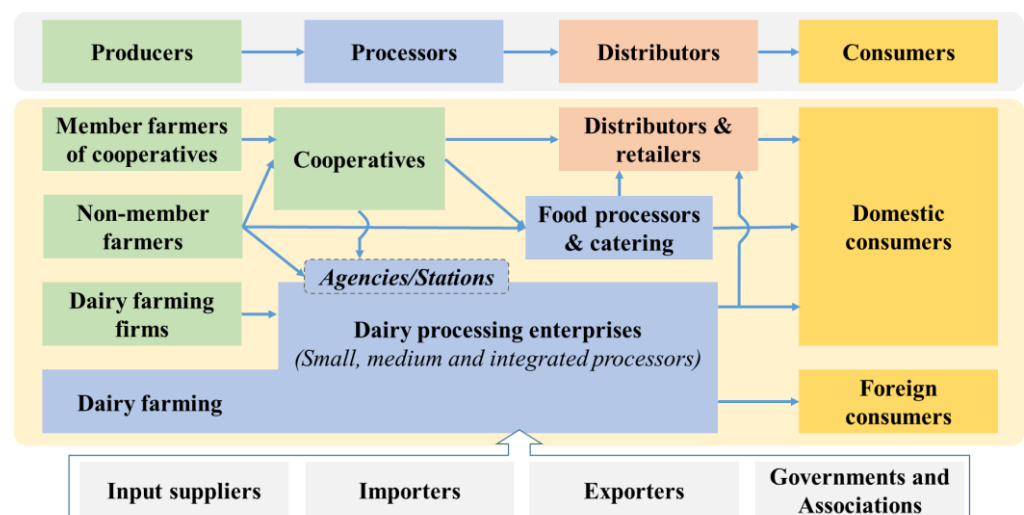 Producers
Processors
Distributors
Consumers
Member farmers
of cooperatives
Cooperatives
Distributors &
retailers
Non-member
farmers
Food processors
& catering
Domestic
consumers
Agencies/Stations
Dairy farming
firms
Dairy processing enterprises
(Small, medium and integrated processors)
Dairy farming
Foreign
consumers
Input suppliers
Importers
Exporters
Governments and
Associations